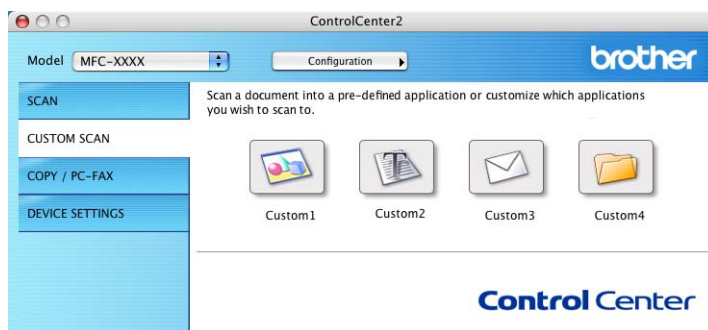 ControlCenter2
Model MFC-XXXX Configuration brother
SCAN
Scan a document into a pre-defined application or customize which applications
you wish to scan to.
CUSTOM SCAN
COPY / PC-FAX
DEVICE SETTINGS
Custom1 Custom2 Custom3 Custom4
Control Center